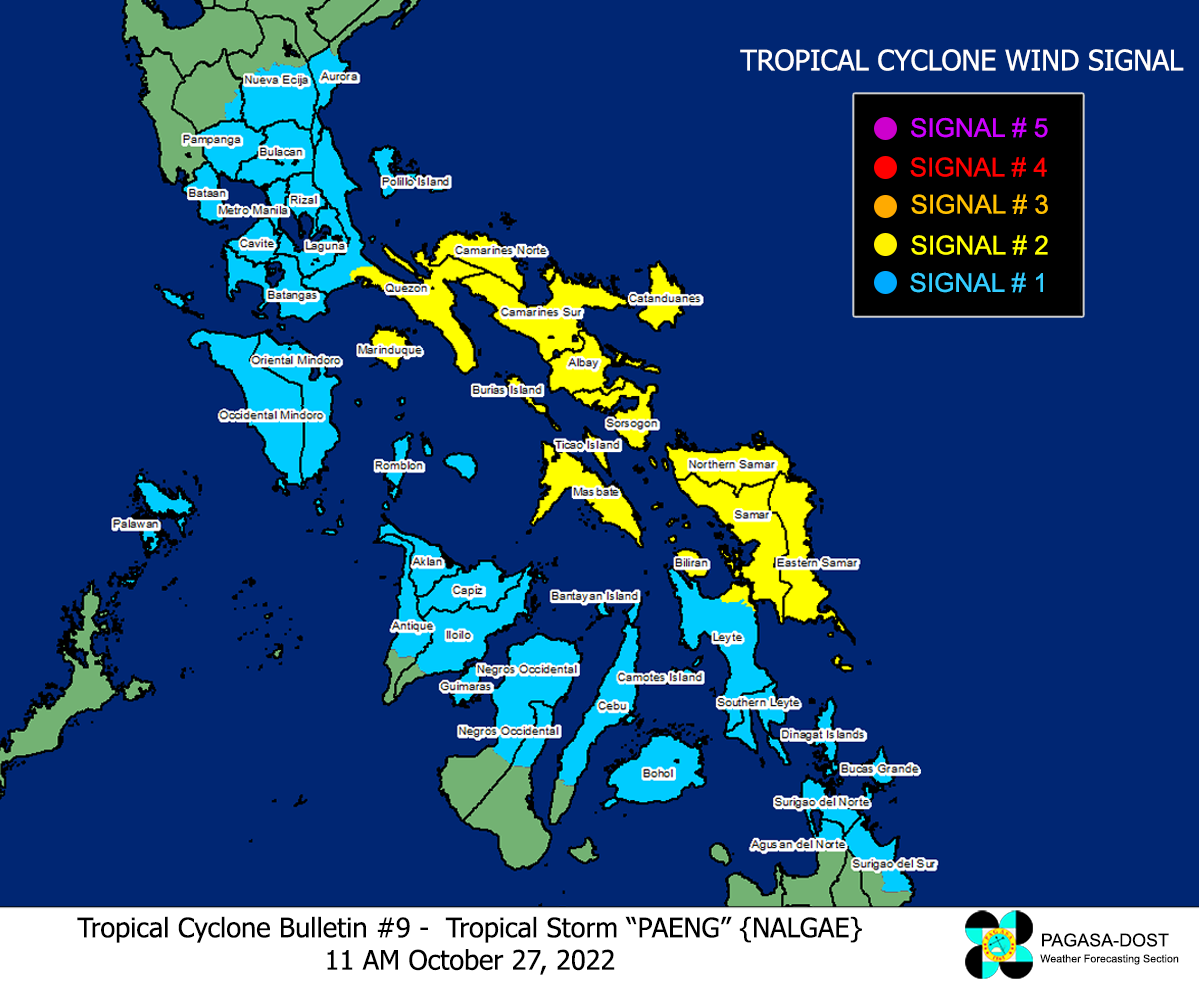 TROPICAL CYCLONE WIND SIGNAL
SIGNAL # 5
SIGNAL # 4
SIGNAL # 3
SIGNAL # 2
SIGNAL # 1
Nueva Ecija
Aurora
Pampanga
Bulacan
Polillo Island
Bataan
Rizal
Metro Manila
Cavite
Laguna
Camarines Norte
Quezon
Batangas
Catanduanes
Camarines Sur
Marinduque
Oriental Mindoro
Albay
Burias Island
Occidental Mindoro
Sorsogon
Ticao Island
Romblon
Northern Samar
Masbate
Samar
Palawan
Aklan
Biliran
Eastern Samar
Capiz
Bantayan Island
Antique
Iloilo
Leyte
Negros Occidental
Camotes Island
Guimaras
Cebu
Southern Leyte
Negros Occidental
Dinagat Islands
Bohol
Bucas Grande
Surigao del Norte
Agusan del Norte
Surigao del Sur
Tropical Cyclone Bulletin #9 - Tropical Storm “PAENG” {NALGAE}
11 AM October 27, 2022
PAGASA-DOST
Weather Forecasting Section